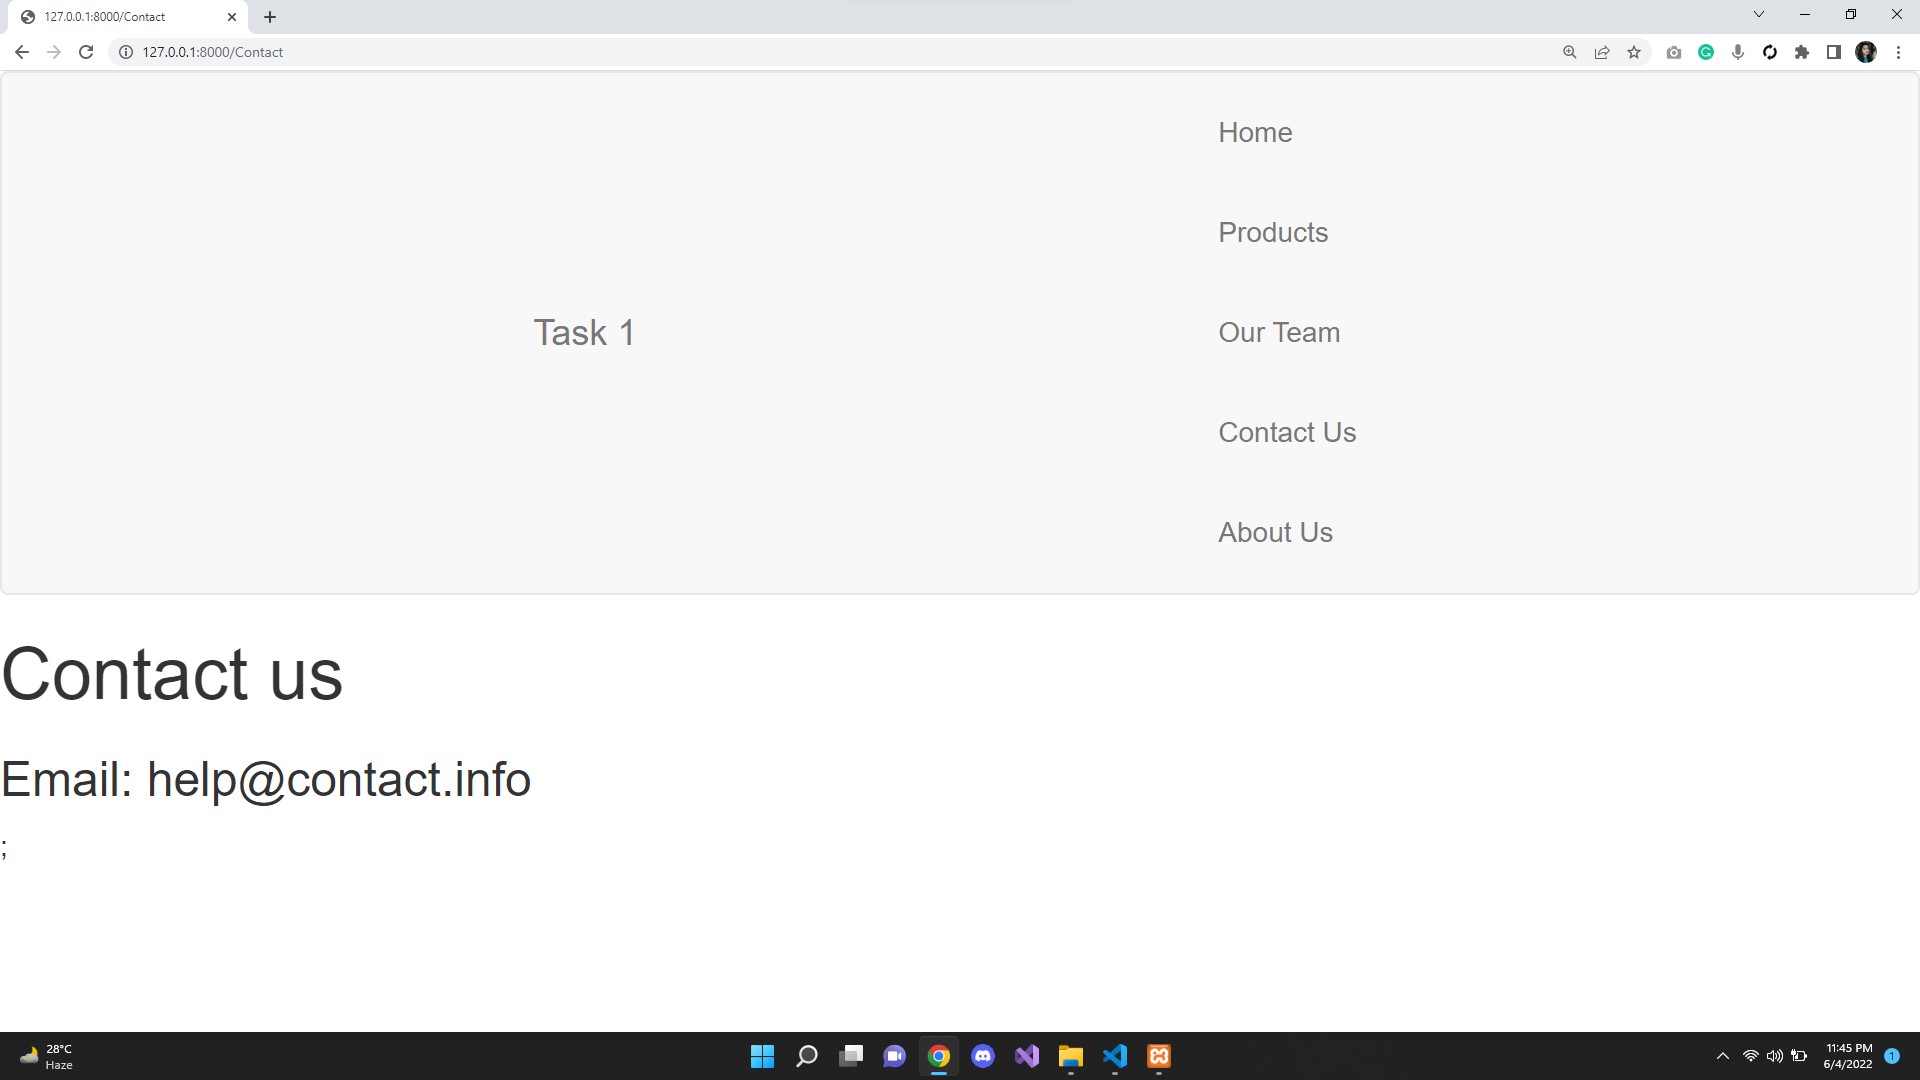 127.0.0.1:8000/Contact
127.0.0.1:8000/Contact
Home
Products
Task 1
Our Team
Contact Us
About Us
Contact us
Email: help@contact.info
;
28°C
Haze
11:45 PM
6/4/2022
1